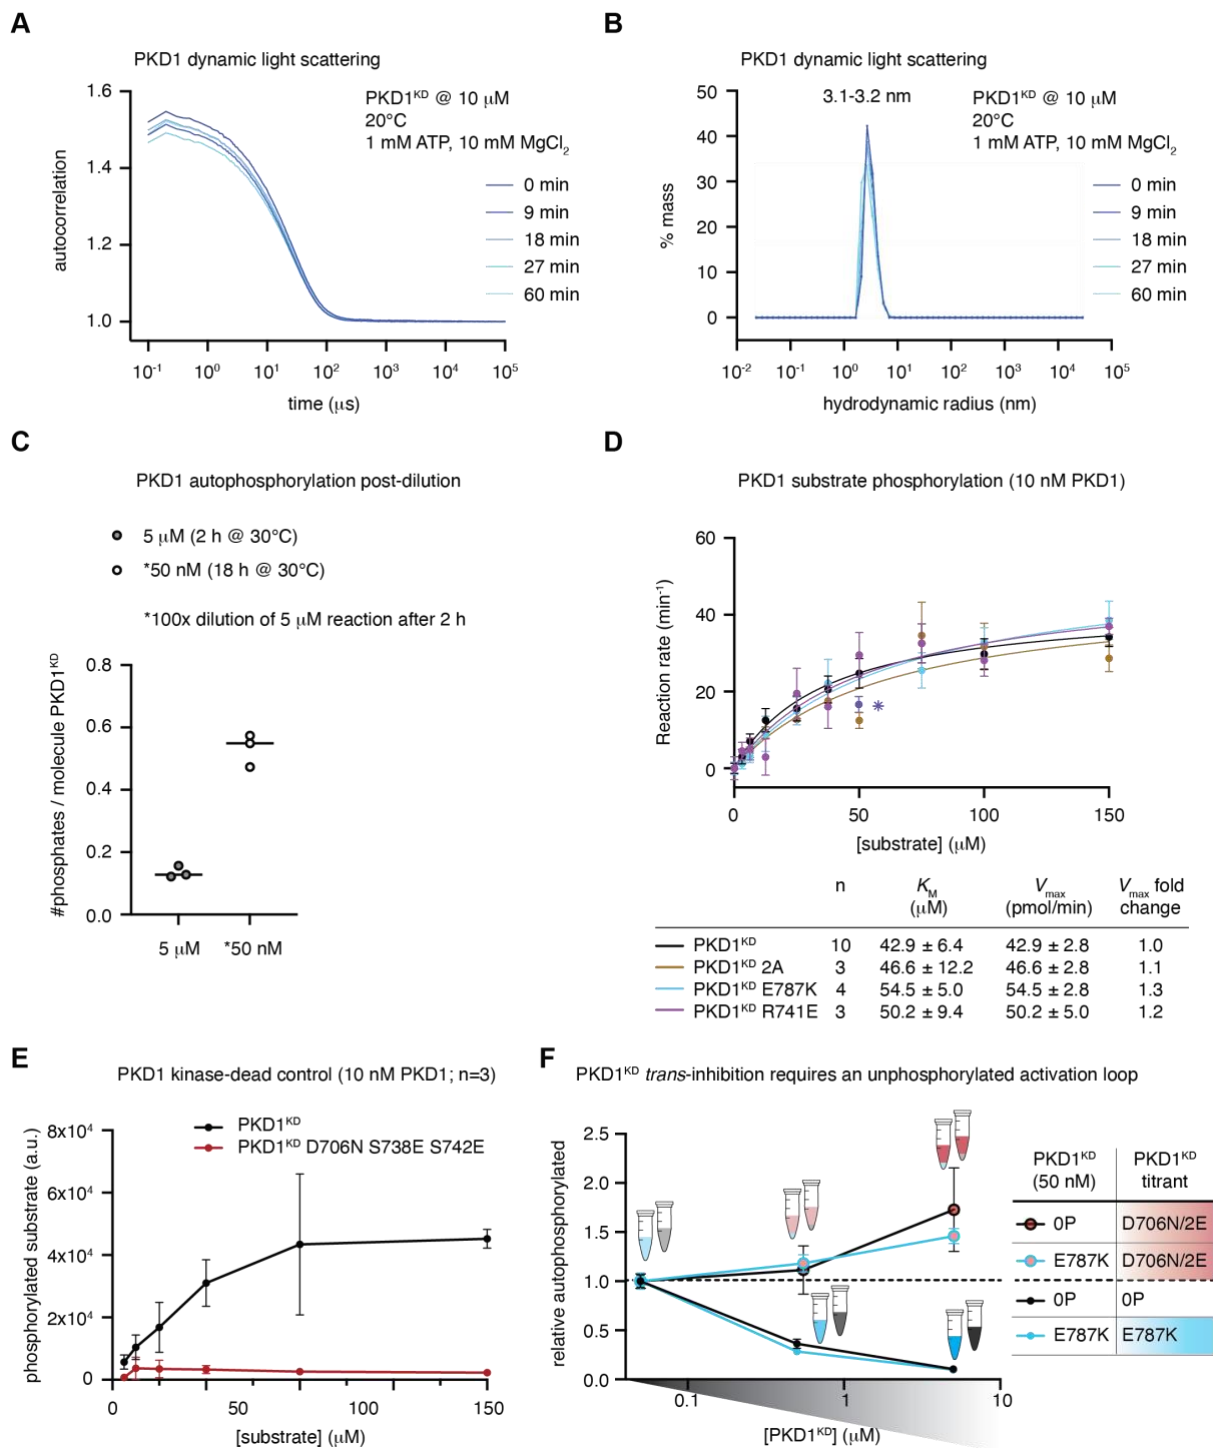 A
PKD1 dynamic light scattering
PKD1KD @ 10 µM
20°C
1 mM ATP, 10 mM MgCl2
autocorrelation
1.6
1.4
1.2
1.0
0 min
9 min
18 min
27 min
60 min
10-1 100 101 102 103 104 105
time (µs)
B
PKD1 dynamic light scattering
3.1-3.2 nm
PKD1KD @ 10 µM
20°C
1 mM ATP, 10 mM MgCl2
% mass
50
40
30
20
10
0
0 min
9 min
18 min
27 min
60 min
10-2 10-1 100 101 102 103 104 105
hydrodynamic radius (nm)
C
PKD1 autophosphorylation post-dilution
5 µM (2 h @ 30°C)
*50 nM (18 h @ 30°C)
*100x dilution of 5 µM reaction after 2 h
#phosphates / molecule PKD1KD
0.8
0.6
0.4
0.2
0.0
5 µM *50 nM
D
PKD1 substrate phosphorylation (10 nM PKD1)
Reaction rate (min-1)
60
40
20
0
*
0 50 100 150
[substrate] (µM)
n KM (µM) Vmax (pmol/min) Vmax fold change
PKD1KD 10 42.9 ± 6.4 42.9 ± 2.8 1.0
PKD1KD 2A 3 46.6 ± 12.2 46.6 ± 2.8 1.1
PKD1KD E787K 4 54.5 ± 5.0 54.5 ± 2.8 1.3
PKD1KD R741E 3 50.2 ± 9.4 50.2 ± 5.0 1.2
E
PKD1 kinase-dead control (10 nM PKD1; n=3)
PKD1KD
PKD1KD D706N S738E S742E
phosphorylated substrate (a.u.)
8x104
6x104
4x104
2x104
0
0 50 100 150
[substrate] (µM)
F
PKD1KD trans-inhibition requires an unphosphorylated activation loop
relative autophosphorylated
2.5
2.0
1.5
1.0
0.5
0.0
0.1 1 10
[PKD1KD] (µM)
PKD1KD (50 nM) PKD1KD titrant
0P D706N/2E
E787K D706N/2E
0P 0P
E787K E787K